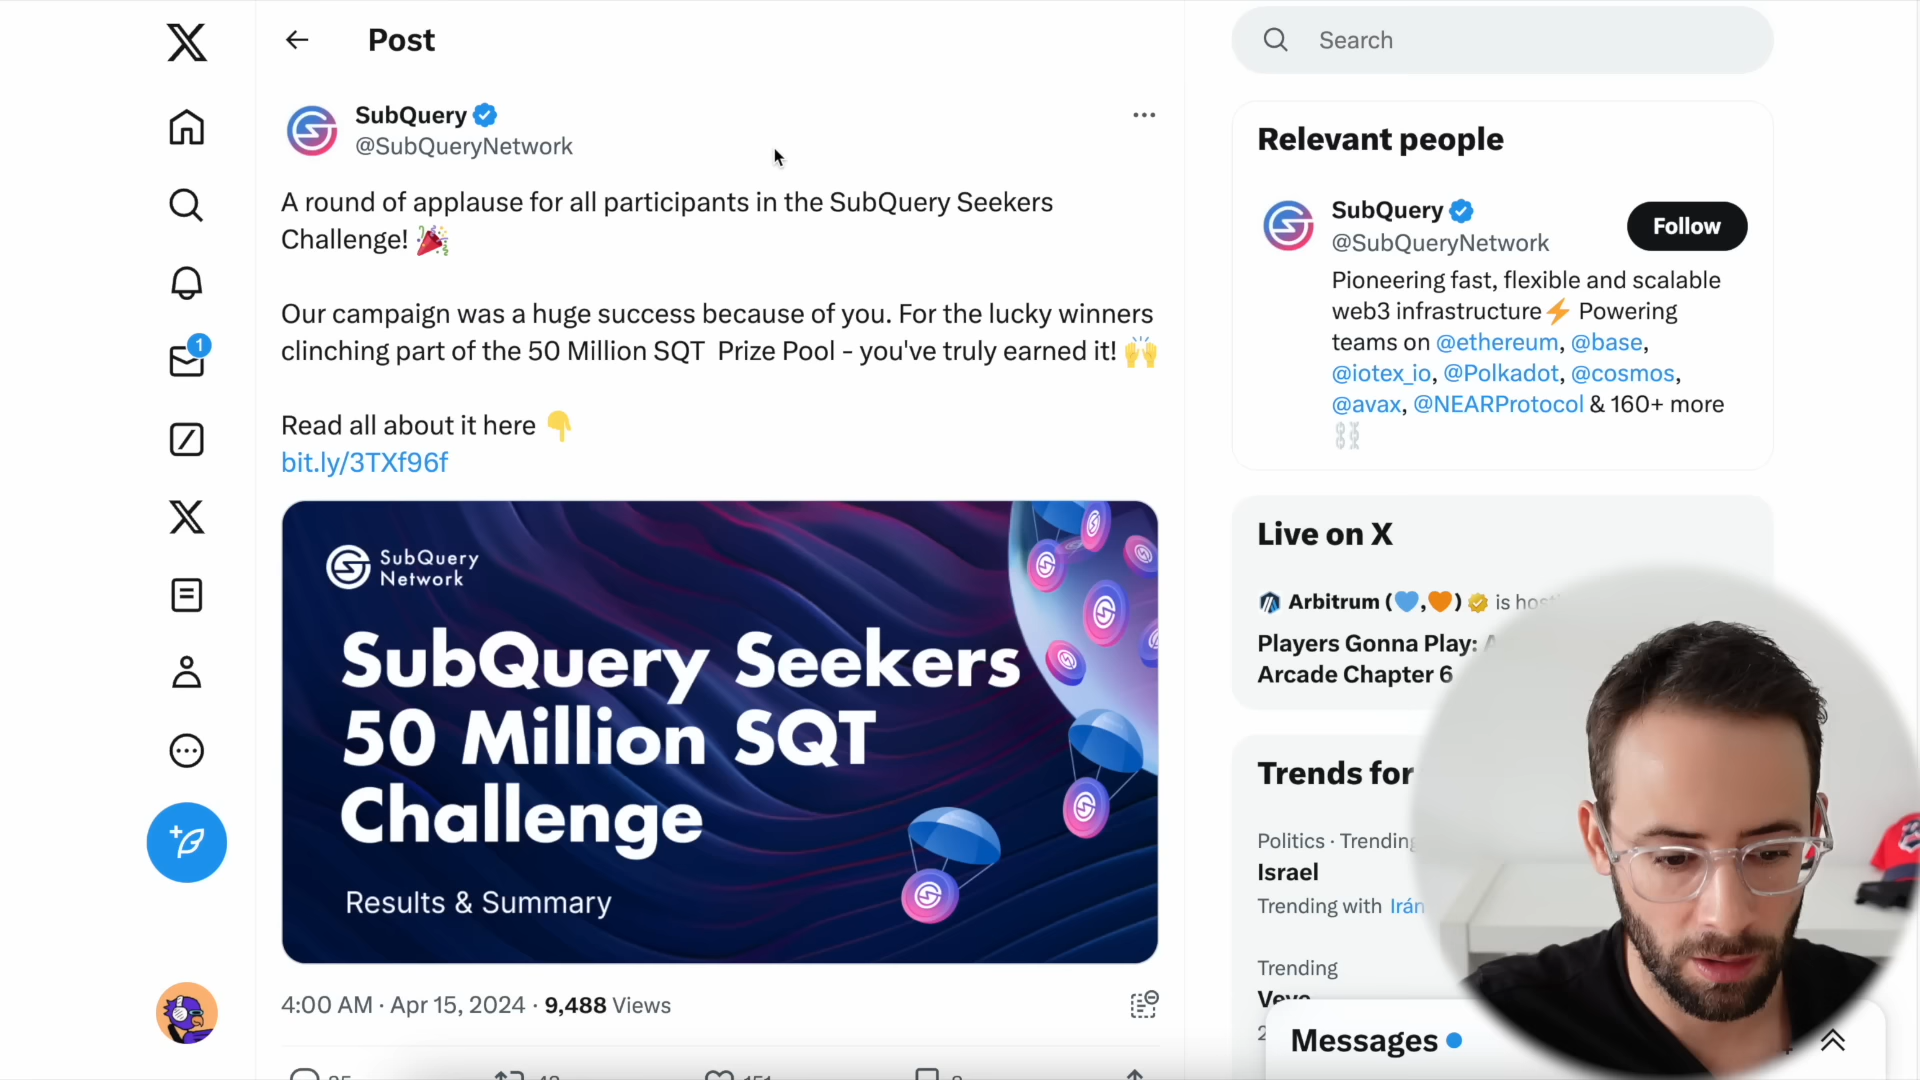 Post
SubQuery
@SubQueryNetwork
A round of applause for all participants in the SubQuery Seekers
Challenge! 🎉
Our campaign was a huge success because of you. For the lucky winners
clinching part of the 50 Million SQT Prize Pool - you've truly earned it! 🙌
Read all about it here 👇
bit.ly/3TXf96f
SubQuery
Network
SubQuery Seekers
50 Million SQT
Challenge
Results & Summary
4:00 AM · Apr 15, 2024 · 9,488 Views
1
Search
Relevant people
SubQuery
@SubQueryNetwork
Follow
Pioneering fast, flexible and scalable
web3 infrastructure⚡ Powering
teams on @ethereum, @base,
@iotex_io, @Polkadot, @cosmos,
@avax, @NEARProtocol & 160+ more
⛓️
Live on X
Arbitrum (💙,🧡) is
Players Gonna Play:
Arcade Chapter 6
Trends for
Politics · Trending
Israel
Trending with Irán
Trending
Messages